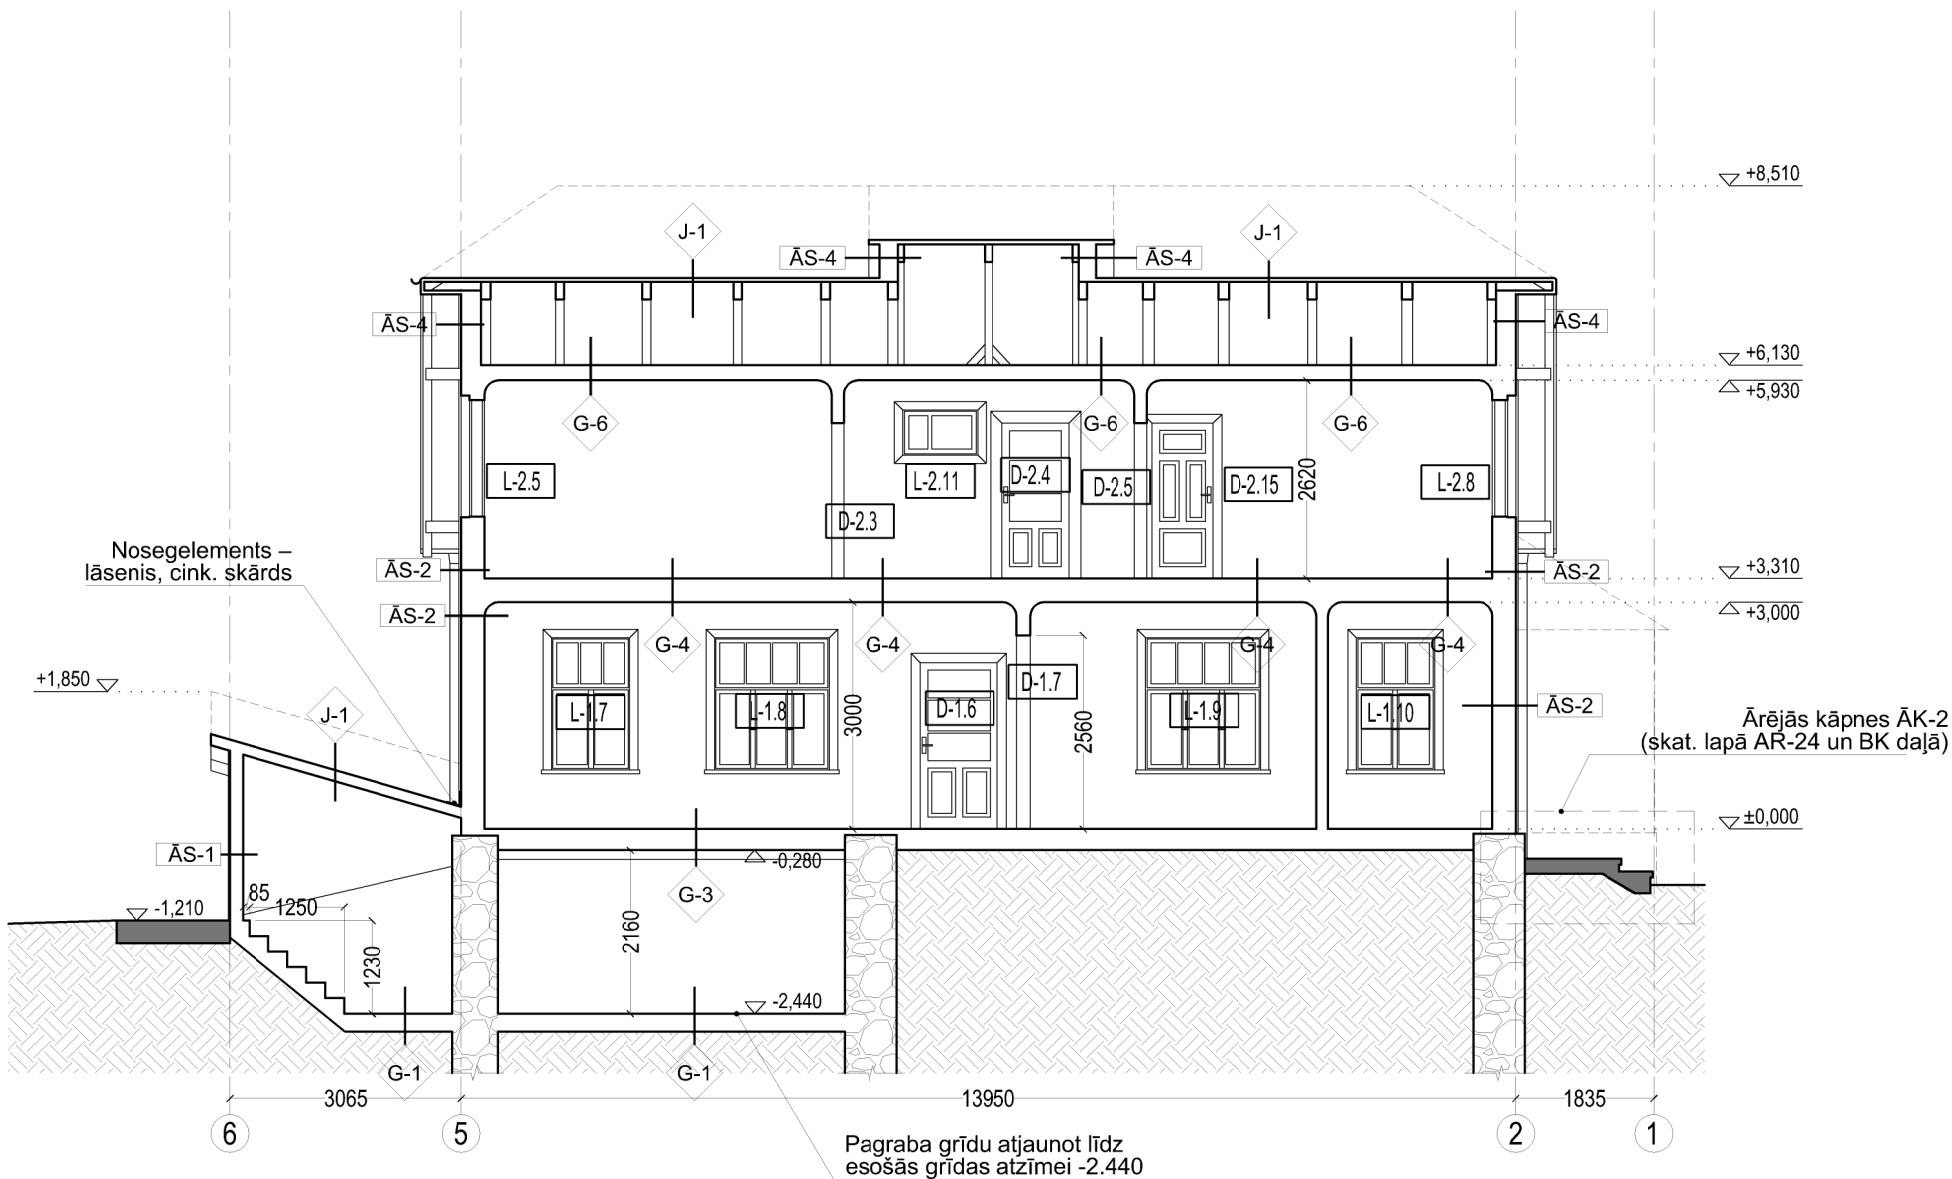 +8,510
J-1
J-1
ĀS-4
ĀS-4
ĀS-4
ĀS-4
+6,130
+5,930
G-6
G-6
G-6
L-2.5
L-2.11
D-2.4
D-2.5
D-2.15
2620
L-2.8
D-2.3
Nosegelements –
lāsenis, cink. skārds
ĀS-2
ĀS-2
+3,310
ĀS-2
+3,000
G-4
G-4
G-4
G-4
+1,850
J-1
L-1.7
L-1.8
3000
D-1.6
D-1.7
2560
L-1.9
L-1.10
ĀS-2
Ārējās kāpnes ĀK-2
(skat. lapā AR-24 un BK daļā)
±0,000
ĀS-1
-0,280
G-3
85
1250
-1,210
1230
2160
-2,440
G-1
G-1
3065
13950
1835
6
5
2
1
Pagraba grīdu atjaunot līdz
esošās grīdas atzīmei -2.440